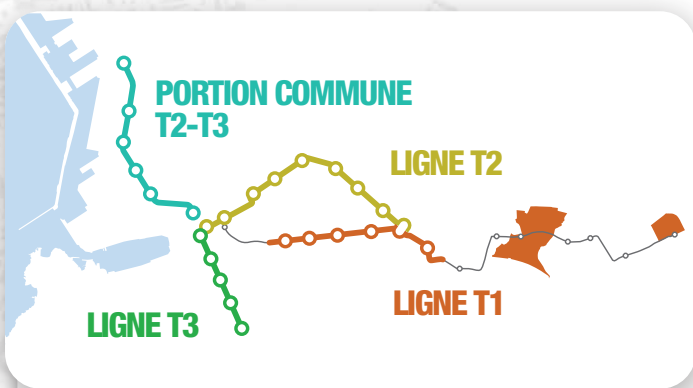 PORTION COMMUNE
T2-T3
LIGNE T2
LIGNE T1
LIGNE T3